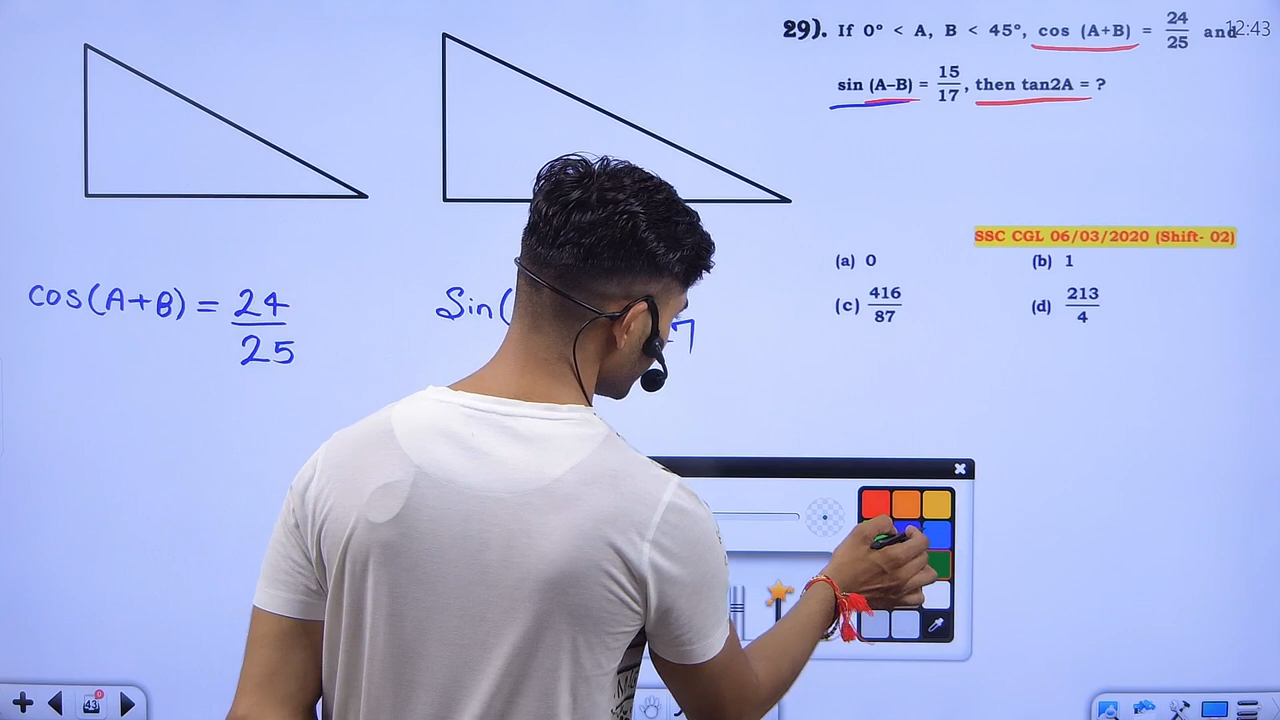 29). If 0° < A, B < 45°, cos (A+B) = 24/25 and
12:43
sin (A–B) = 15/17, then tan2A = ?
SSC CGL 06/03/2020 (Shift- 02)
(a) 0
(b) 1
(c) 416/87
(d) 213/4
cos(A+B) = 24/25
Sin(
7
43